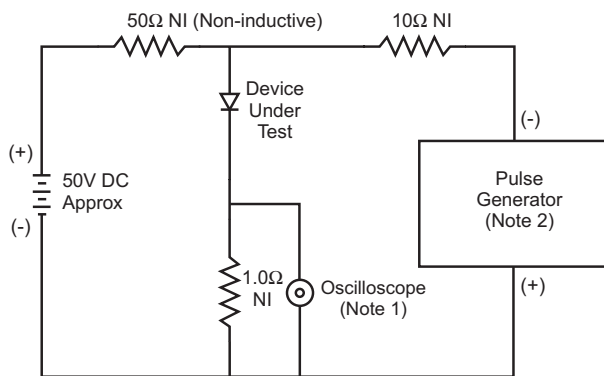 50Ω NI (Non-inductive)
10Ω NI
Device
Under
Test
(-)
(+)
50V DC
Approx
(-)
Pulse
Generator
(Note 2)
1.0Ω
NI
Oscilloscope
(Note 1)
(+)